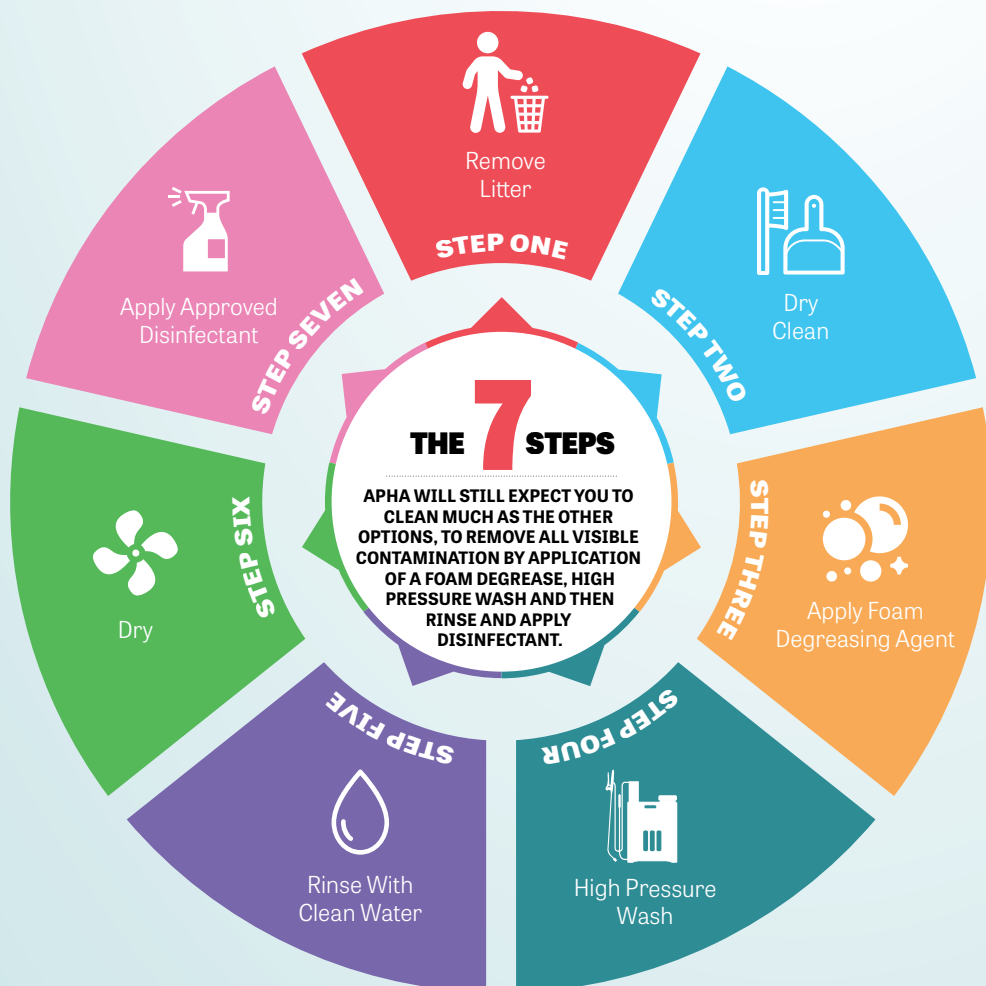 Remove
Litter
STEP ONE
Dry
Clean
STEP TWO
Apply Foam
Degreasing Agent
STEP THREE
High Pressure
Wash
STEP FOUR
Rinse With
Clean Water
STEP FIVE
Dry
STEP SIX
Apply Approved
Disinfectant
STEP SEVEN
THE 7 STEPS
APHA WILL STILL EXPECT YOU TO
CLEAN MUCH AS THE OTHER
OPTIONS, TO REMOVE ALL VISIBLE
CONTAMINATION BY APPLICATION
OF A FOAM DEGREASE, HIGH
PRESSURE WASH AND THEN
RINSE AND APPLY
DISINFECTANT.